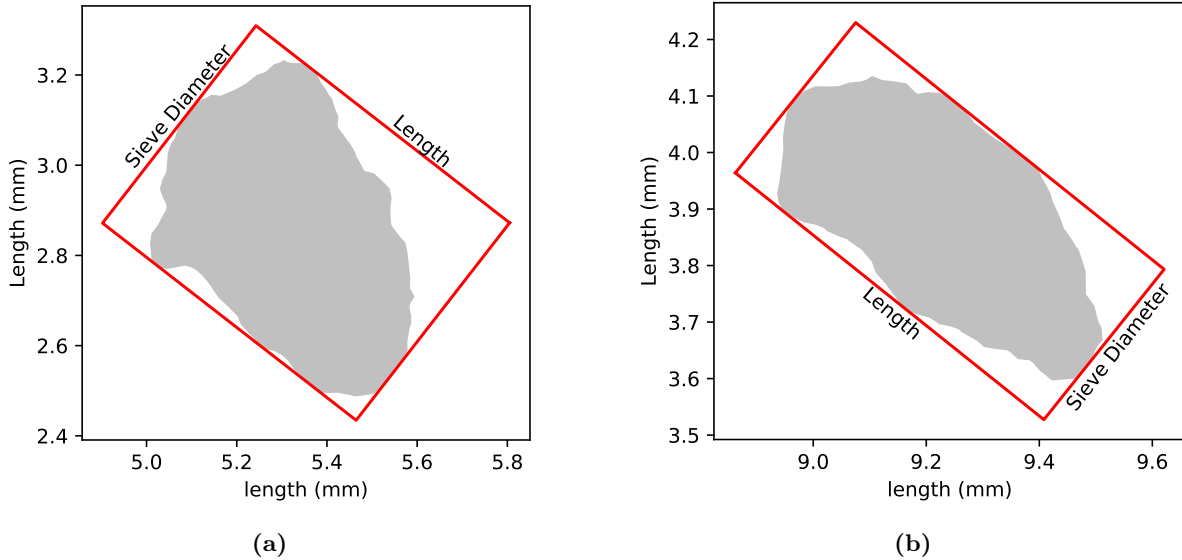 3.2
3.0
2.8
2.6
2.4
Length (mm)
Sieve Diameter
Length
5.0 5.2 5.4 5.6 5.8
length (mm)
(a)
4.2
4.1
4.0
3.9
3.8
3.7
3.6
3.5
Length (mm)
Length
Sieve Diameter
9.0 9.2 9.4 9.6
length (mm)
(b)